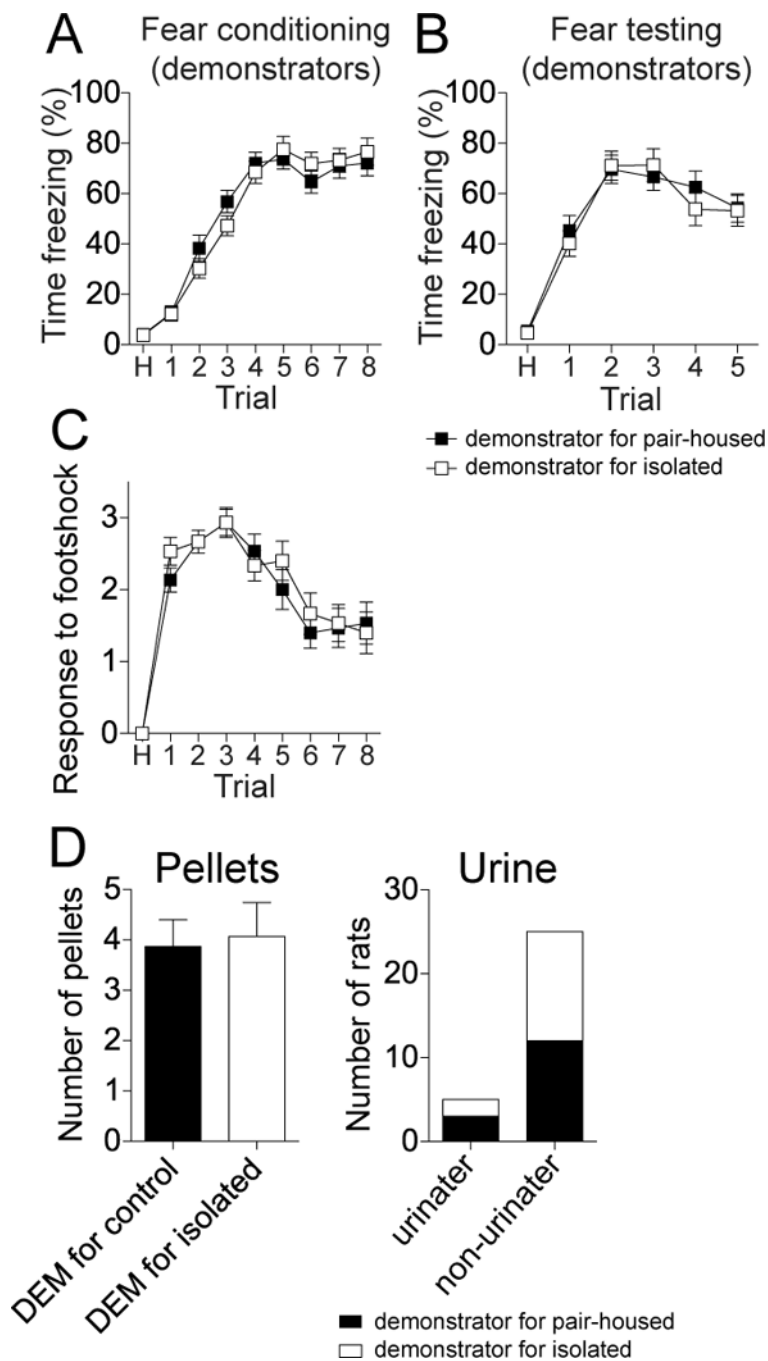 A
Fear conditioning
(demonstrators)
Time freezing (%)
100
80
60
40
20
0
H 1 2 3 4 5 6 7 8
Trial
B
Fear testing
(demonstrators)
Time freezing (%)
100
80
60
40
20
0
H 1 2 3 4 5
Trial
demonstrator for pair-housed
demonstrator for isolated
C
Response to footshock
3
2
1
0
H 1 2 3 4 5 6 7 8
Trial
D
Pellets
Number of pellets
5
4
3
2
1
0
DEM for control
DEM for isolated
Urine
Number of rats
30
20
10
0
urinater
non-urinater
demonstrator for pair-housed
demonstrator for isolated